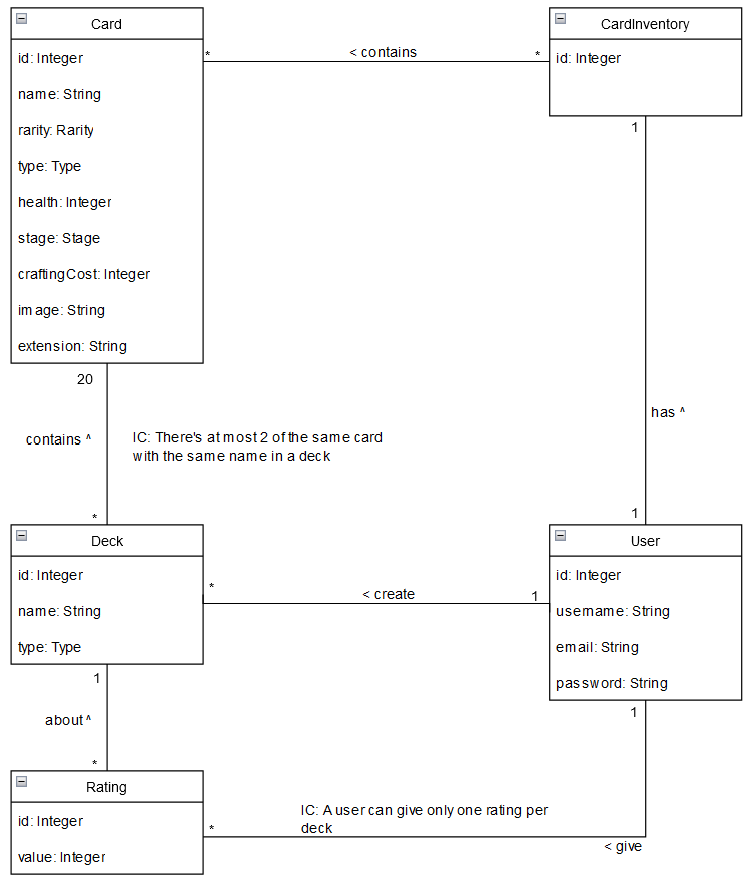 Card
id: Integer
name: String
rarity: Rarity
type: Type
health: Integer
stage: Stage
craftingCost: Integer
image: String
extension: String
*
< contains
*
CardInventory
id: Integer
1
has ^
1
20
contains ^
*
IC: There's at most 2 of the same card
with the same name in a deck
Deck
id: Integer
name: String
type: Type
*
< create
1
User
id: Integer
username: String
email: String
password: String
1
1
about ^
*
Rating
id: Integer
value: Integer
*
IC: A user can give only one rating per
deck
< give